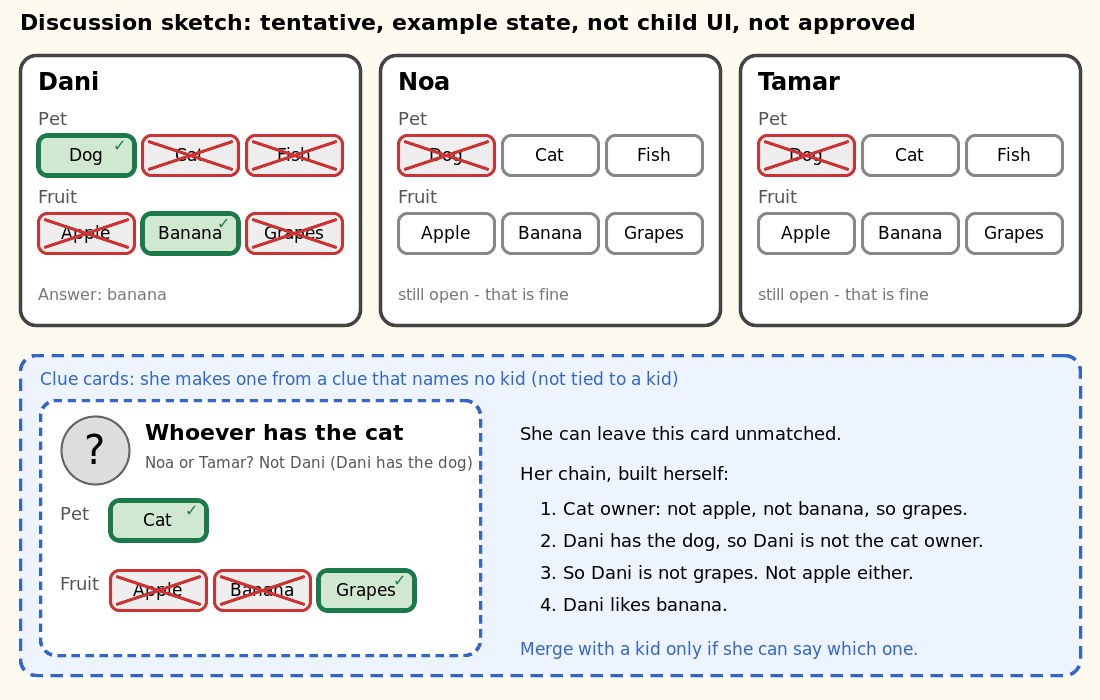 Discussion sketch: tentative, example state, not child UI, not approved
Dani
Pet
Dog ✓ Cat Fish
Fruit
Apple Banana ✓ Grapes
Answer: banana
Noa
Pet
Dog Cat Fish
Fruit
Apple Banana Grapes
still open - that is fine
Tamar
Pet
Dog Cat Fish
Fruit
Apple Banana Grapes
still open - that is fine
Clue cards: she makes one from a clue that names no kid (not tied to a kid)
?
Whoever has the cat
Noa or Tamar? Not Dani (Dani has the dog)
Pet
Cat ✓
Fruit
Apple Banana Grapes ✓
She can leave this card unmatched.
Her chain, built herself:
1. Cat owner: not apple, not banana, so grapes.
2. Dani has the dog, so Dani is not the cat owner.
3. So Dani is not grapes. Not apple either.
4. Dani likes banana.
Merge with a kid only if she can say which one.